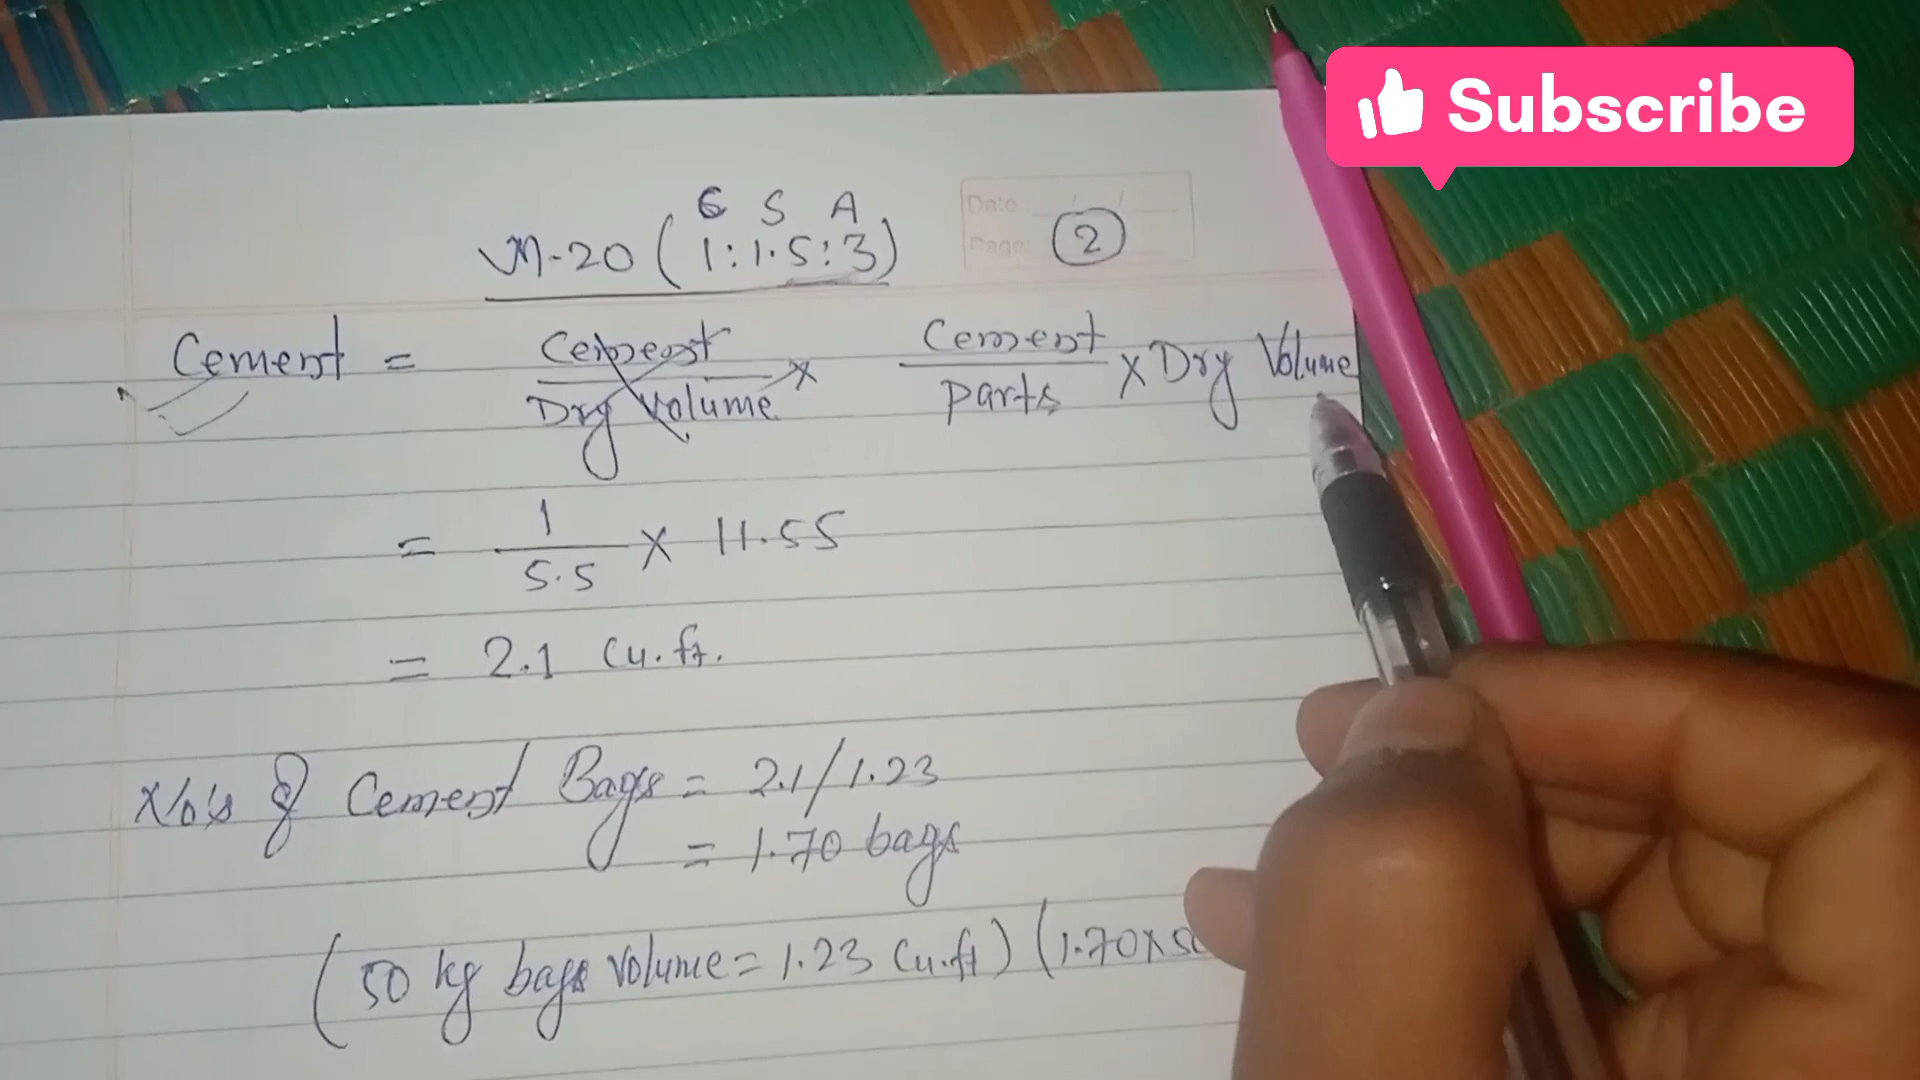 Subscribe
C S A
M-20 (1:1.5:3)
Date
Page
2
Cement = Cement / Dry Volume × Cement / Parts × Dry Volume
= 1 / 5.5 × 11.55
= 2.1 Cu.ft.
No's of Cement Bags = 2.1/1.23
= 1.70 bags
(50 kg bags Volume = 1.23 Cu.ft) (1.70×50